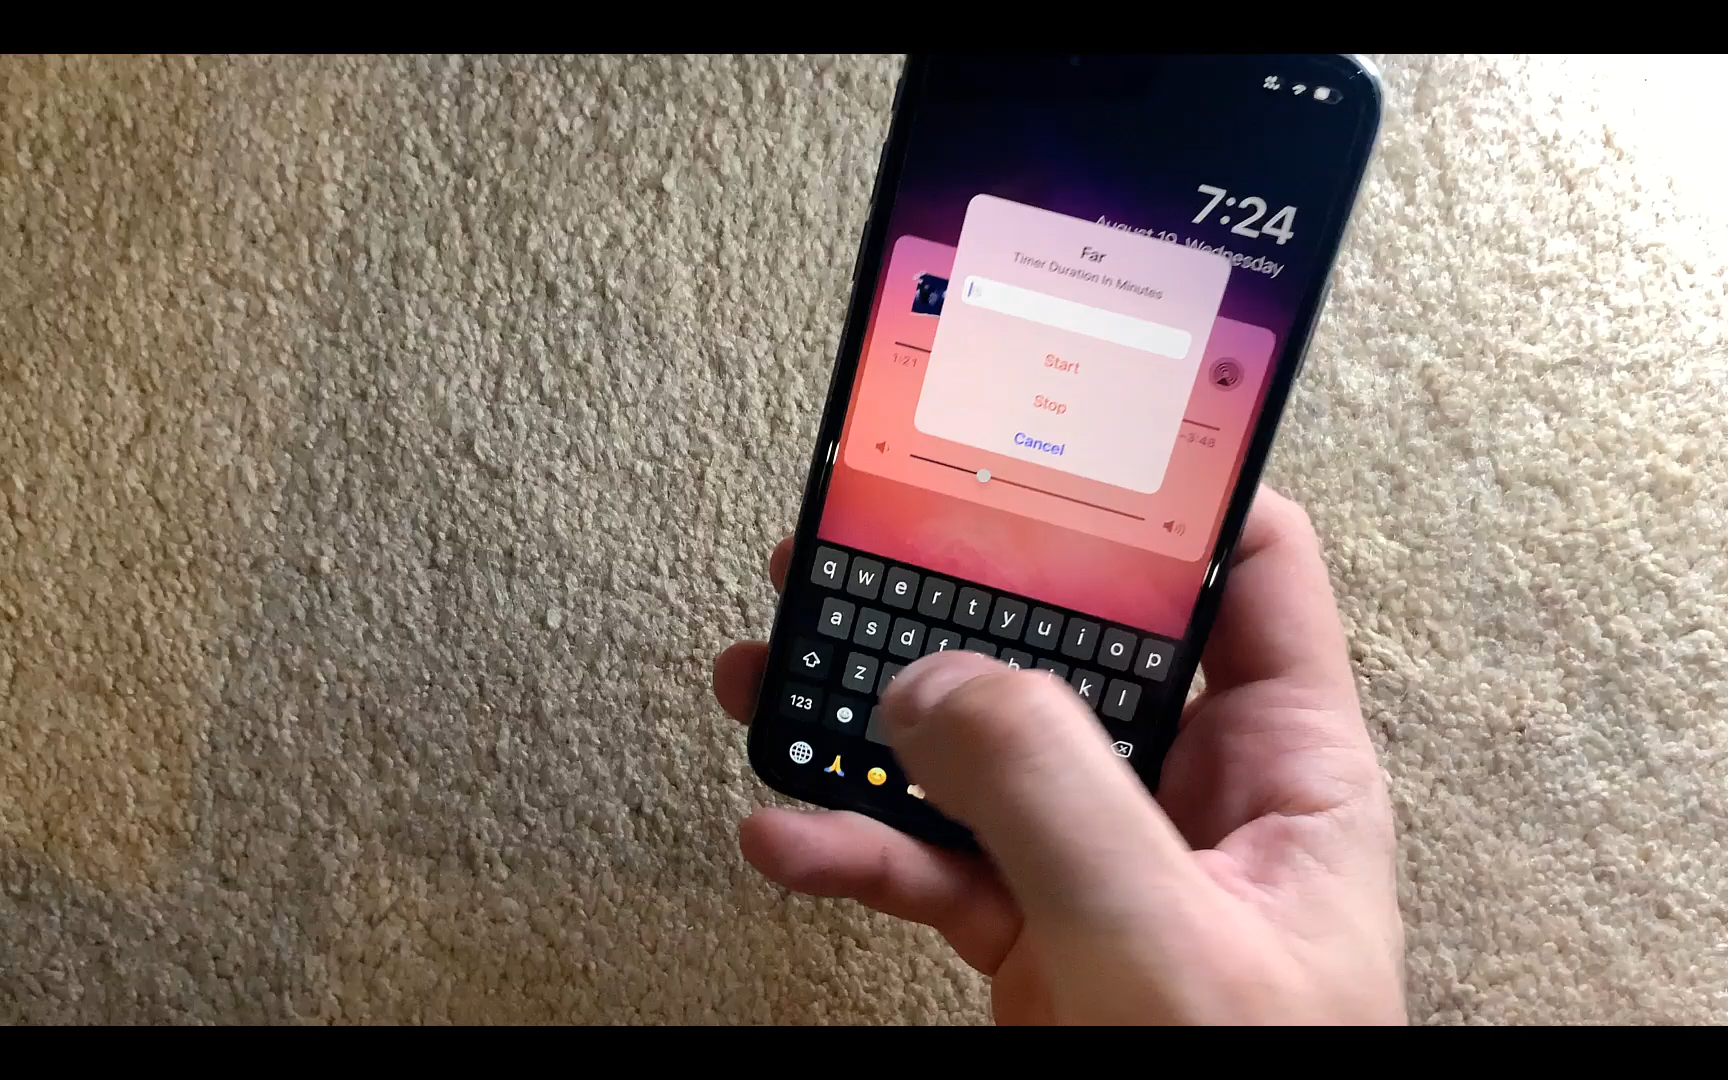 7:24
August 19, Wednesday
Far
Timer Duration In Minutes
1:21
-3:48
Start
Stop
Cancel
q w e r t y u i o p
a s d f h j k l
z
123